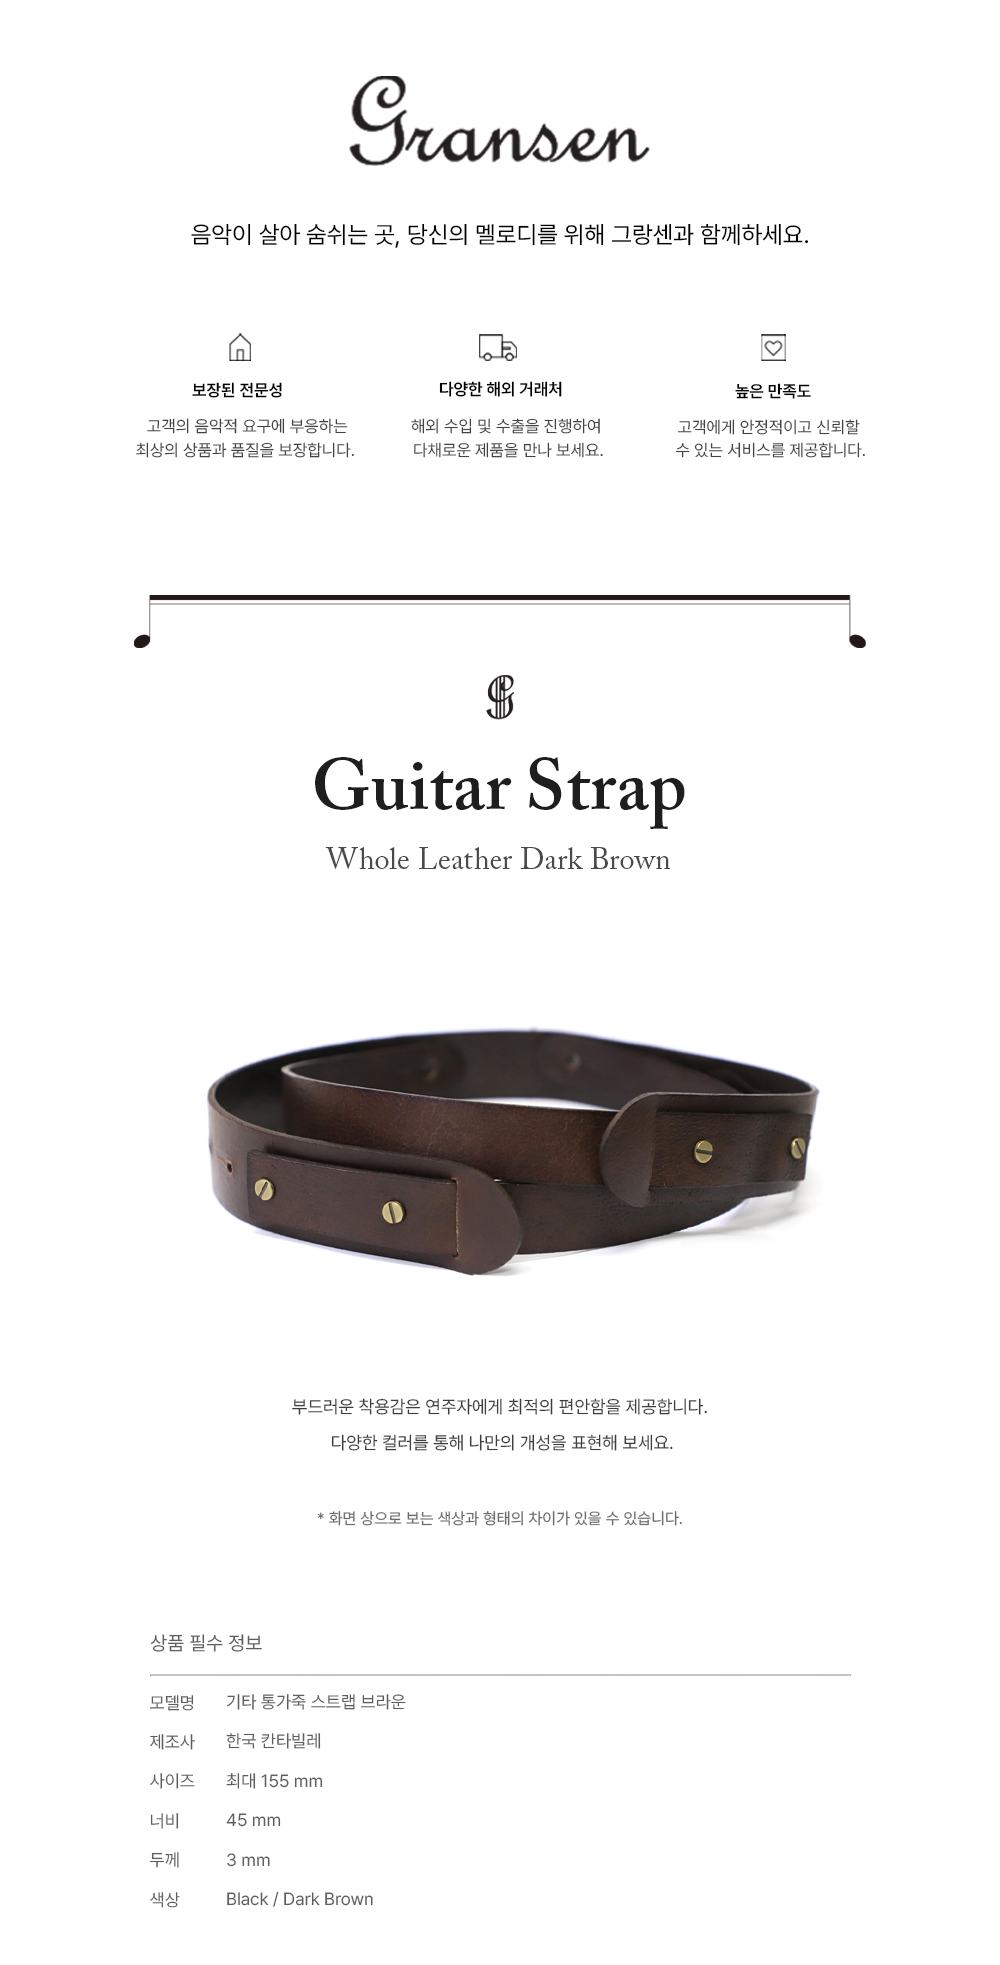 Gransen
음악이 살아 숨쉬는 곳, 당신의 멜로디를 위해 그랑센과 함께하세요.
보장된 전문성
고객의 음악적 요구에 부응하는
최상의 상품과 품질을 보장합니다.
다양한 해외 거래처
해외 수입 및 수출을 진행하여
다채로운 제품을 만나 보세요.
높은 만족도
고객에게 안정적이고 신뢰할
수 있는 서비스를 제공합니다.
Guitar Strap
Whole Leather Dark Brown
부드러운 착용감은 연주자에게 최적의 편안함을 제공합니다.
다양한 컬러를 통해 나만의 개성을 표현해 보세요.
* 화면 상으로 보는 색상과 형태의 차이가 있을 수 있습니다.
상품 필수 정보
모델명 기타 통가죽 스트랩 브라운
제조사 한국 칸타빌레
사이즈 최대 155 mm
너비 45 mm
두께 3 mm
색상 Black / Dark Brown